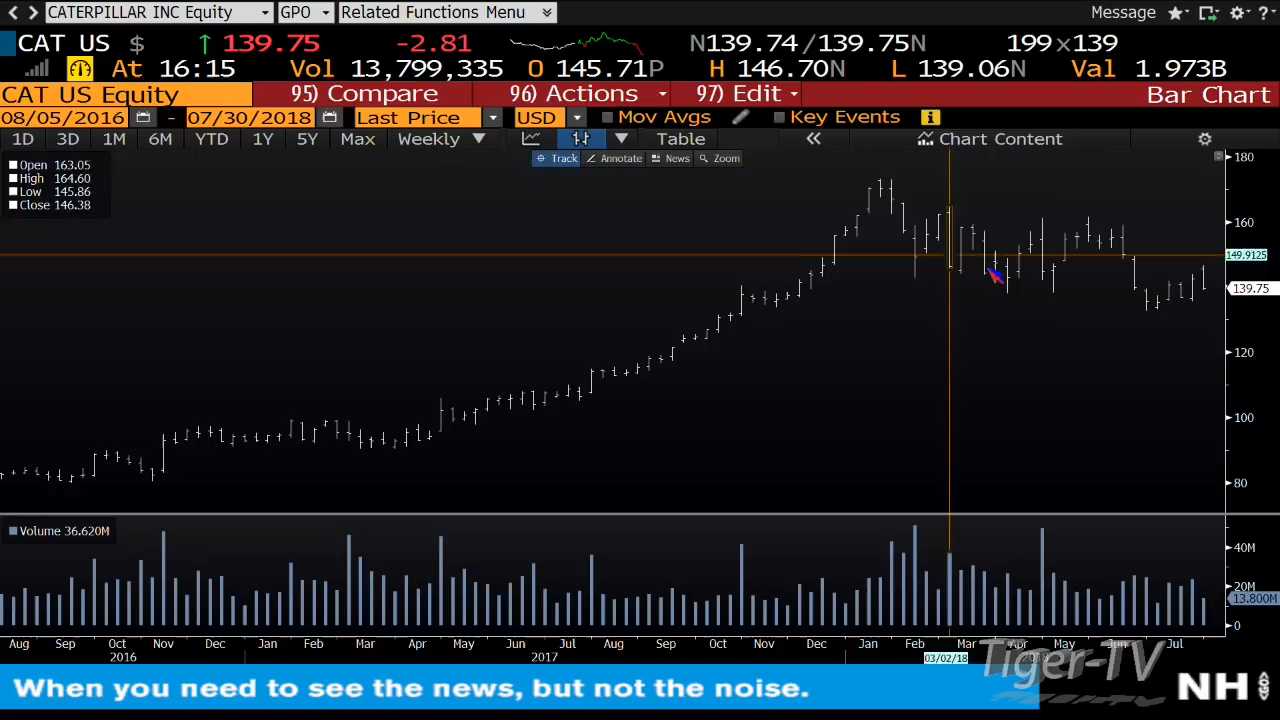 CATERPILLAR INC Equity GPO Related Functions Menu Message ?
CAT US $ ↑ 139.75 -2.81 N139.74/139.75N 199x139
At 16:15 Vol 13,799,335 O 145.71P H 146.70N L 139.06N Val 1.973B
CAT US Equity 95) Compare 96) Actions 97) Edit Bar Chart
08/05/2016 - 07/30/2018 Last Price USD Mov Avgs Key Events i
1D 3D 1M 6M YTD 1Y 5Y Max Weekly Table Chart Content
Track Annotate News Zoom
Open 163.05
High 164.60
Low 145.86
Close 146.38
180
160
149.9125
139.75
120
100
80
Volume 36.620M
40M
20M
13.800M
0
Aug Sep Oct Nov Dec Jan Feb Mar Apr May Jun Jul Aug Sep Oct Nov Dec Jan Feb Mar Apr May Jun Jul
2016 2017 03/02/18 2018
Tiger-TV
When you need to see the news, but not the noise.
NH